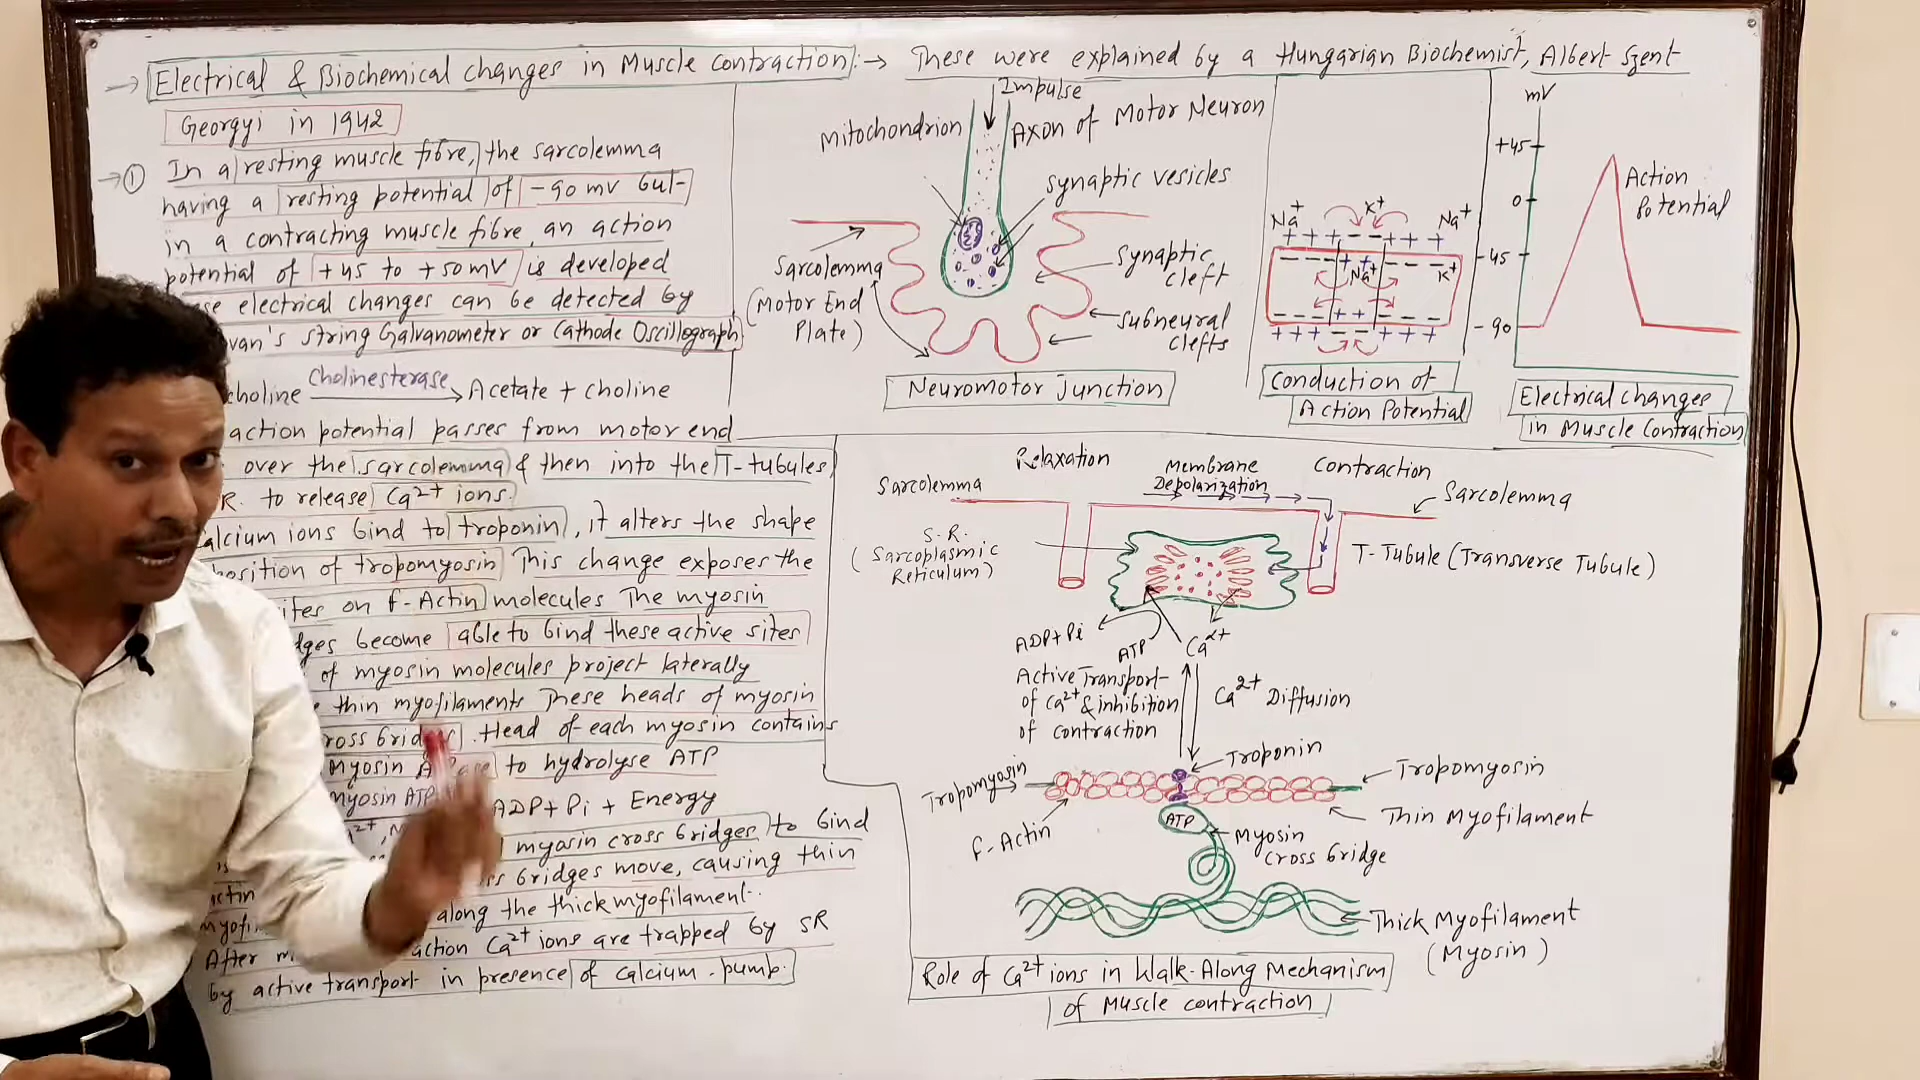 → Electrical & Biochemical changes in Muscle contraction :→ These were explained by a Hungarian Biochemist, Albert Szent
Georgyi in 1942
→ ① In a resting muscle fibre, the sarcolemma
having a resting potential of -90 mv but
in a contracting muscle fibre, an action
potential of +45 to +50mV is developed
electrical changes can be detected by
string Galvanometer or Cathode Oscillograph
choline Cholinesterase → Acetate + choline
action potential passes from motor end
over the sarcolemma & then into the T-tubules
R. to release Ca2+ ions.
alcium ions bind to troponin, it alters the shape
position of tropomyosin This change exposes the
on f-Actin molecules The myosin
become able to bind these active sites
of myosin molecules project laterally
thin myofilaments These heads of myosin
Head of each myosin contains
Myosin to hydrolyse ATP
Myosin ATP ADP + Pi + Energy
myosin cross bridges to bind
bridges move, causing thin
along the thick myofilament.
Ca2+ ions are trapped by SR
After
by active transport in presence of calcium-pump.
Impulse
Mitochondrion
Axon of Motor Neuron
Synaptic vesicles
Sarcolemma
(Motor End
Plate)
Synaptic
cleft
subneural
clefts
Neuromotor Junction
Na+ K+ Na+
+ + + - - + + + +
- - - + + - - - K+
Na+
- - - + + - - -
+ + + - - + + +
Conduction of
Action Potential
mV
+45
0
-45
-90
Action
Potential
Electrical changes
in Muscle Contraction
Relaxation
Membrane
Depolarization
Contraction
Sarcolemma
Sarcolemma
S.R.
(Sarcoplasmic
Reticulum)
T-Tubule (Transverse Tubule)
ADP+Pi
ATP
Ca2+
Active Transport
of Ca2+ & inhibition
of contraction
Ca2+ Diffusion
Troponin
Tropomyosin
Tropomyosin
f-Actin
Thin Myofilament
ATP
Myosin
cross bridge
Thick Myofilament
(Myosin)
Role of Ca2+ ions in Walk-Along Mechanism
of Muscle contraction